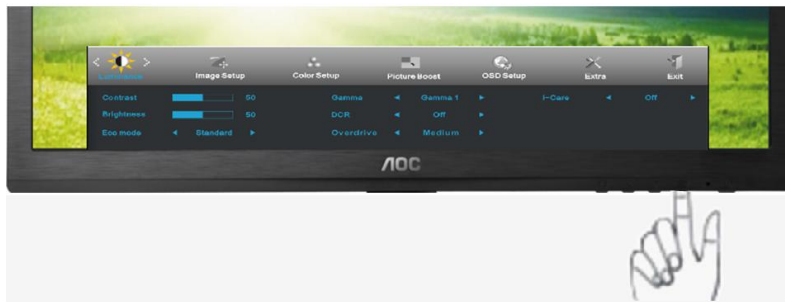 Luminance Image Setup Color Setup Picture Boost OSD Setup Extra Exit
Contrast 50 Gamma Gamma 1 I-Care Off
Brightness 50 DCR Off
Eco mode Standard Overdrive Medium
AOC